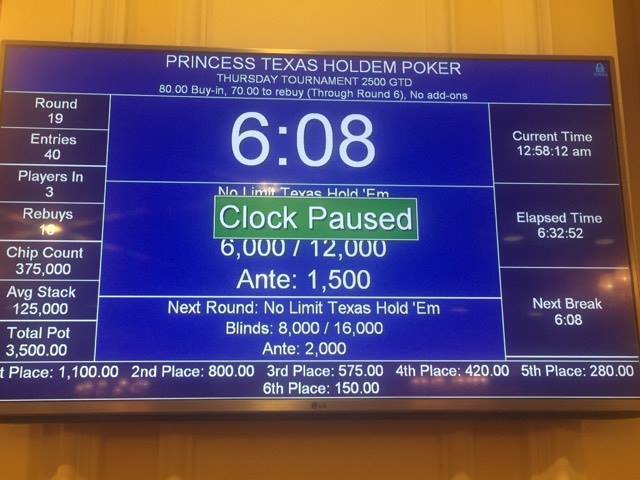 PRINCESS TEXAS HOLDEM POKER
THURSDAY TOURNAMENT 2500 GTD
80.00 Buy-in, 70.00 to rebuy (Through Round 6), No add-ons
Round
19
Entries
40
Players In
3
Rebuys
Chip Count
375,000
Avg Stack
125,000
Total Pot
3,500.00
6:08
No Limit Texas Hold 'Em
Clock Paused
6,000 / 12,000
Ante: 1,500
Next Round: No Limit Texas Hold 'Em
Blinds: 8,000 / 16,000
Ante: 2,000
Current Time
12:58:12 am
Elapsed Time
6:32:52
Next Break
6:08
t Place: 1,100.00 2nd Place: 800.00 3rd Place: 575.00 4th Place: 420.00 5th Place: 280.00
6th Place: 150.00
LG